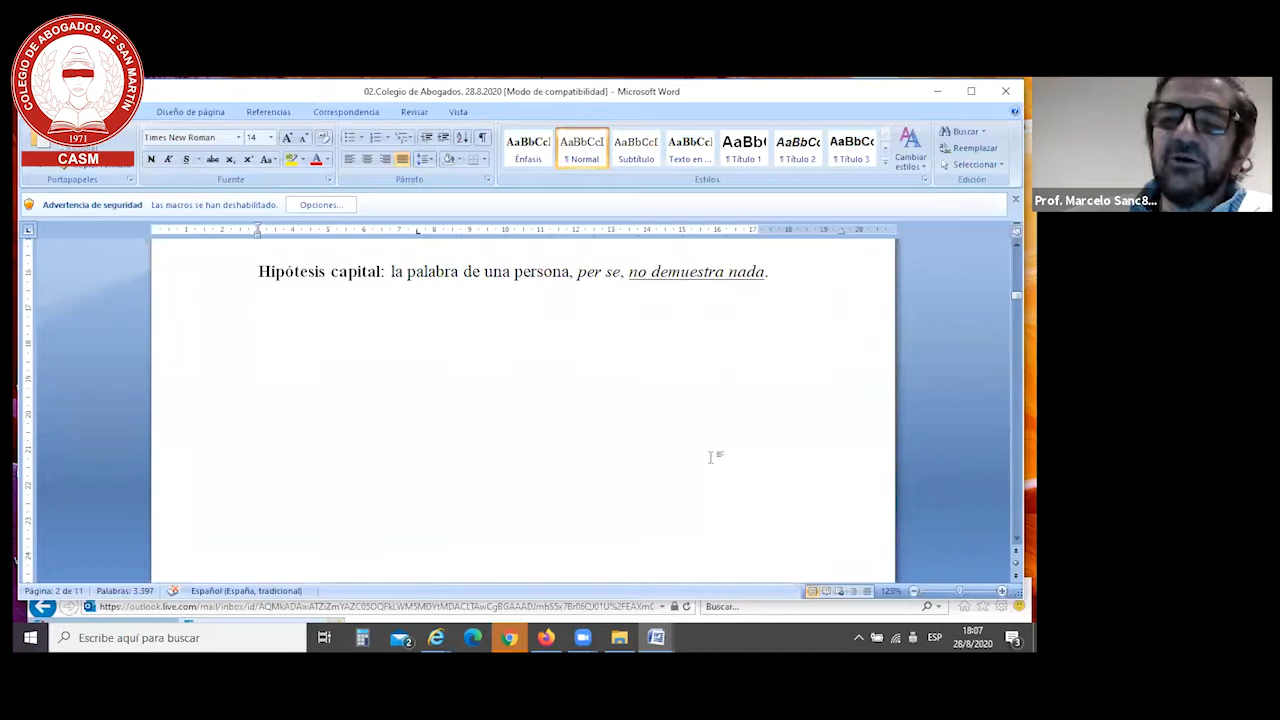 COLEGIO DE ABOGADOS DE SAN MARTÍN
1971
CASM
02.Colegio de Abogados. 28.8.2020 [Modo de compatibilidad] - Microsoft Word
Diseño de página Referencias Correspondencia Revisar Vista
Times New Roman 14
AaBbCcI AaBbCcI AaBbCcI AaBbCcI AaBb( AaBbCc AaBbCc
Énfasis ¶ Normal Subtítulo Texto en ... ¶ Título 1 ¶ Título 2 ¶ Título 3
Cambiar estilos
Buscar
Reemplazar
Seleccionar
Portapapeles Fuente Párrafo Estilos Edición
Advertencia de seguridad Las macros se han deshabilitado. Opciones...
Prof. Marcelo Sanc8...
Hipótesis capital: la palabra de una persona, per se, no demuestra nada.
Página: 2 de 11 Palabras: 3.397 Español (España, tradicional) 125%
Buscar...
Escribe aquí para buscar
2
ESP
18:07
28/8/2020
3